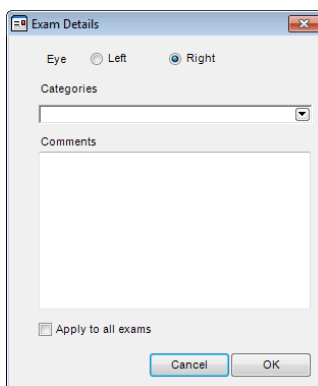 Exam Details
Eye Left Right
Categories
Comments
Apply to all exams
Cancel OK